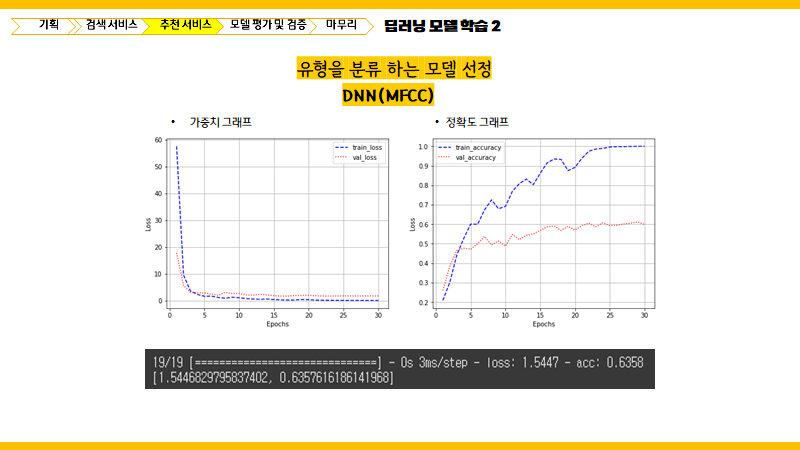 기획
검색 서비스
추천 서비스
모델 평가 및 검증
마무리
딥러닝 모델 학습 2
유형을 분류 하는 모델 선정
DNN(MFCC)
• 가중치 그래프
• 정확도 그래프
60
50
40
30
20
10
0
Loss
train_loss
val_loss
0 5 10 15 20 25 30
Epochs
1.0
0.9
0.8
0.7
0.6
0.5
0.4
0.3
0.2
Loss
train_accuracy
val_accuracy
0 5 10 15 20 25 30
Epochs
19/19 [==============================] - 0s 3ms/step - loss: 1.5447 - acc: 0.6358
[1.5446829795837402, 0.6357616186141968]